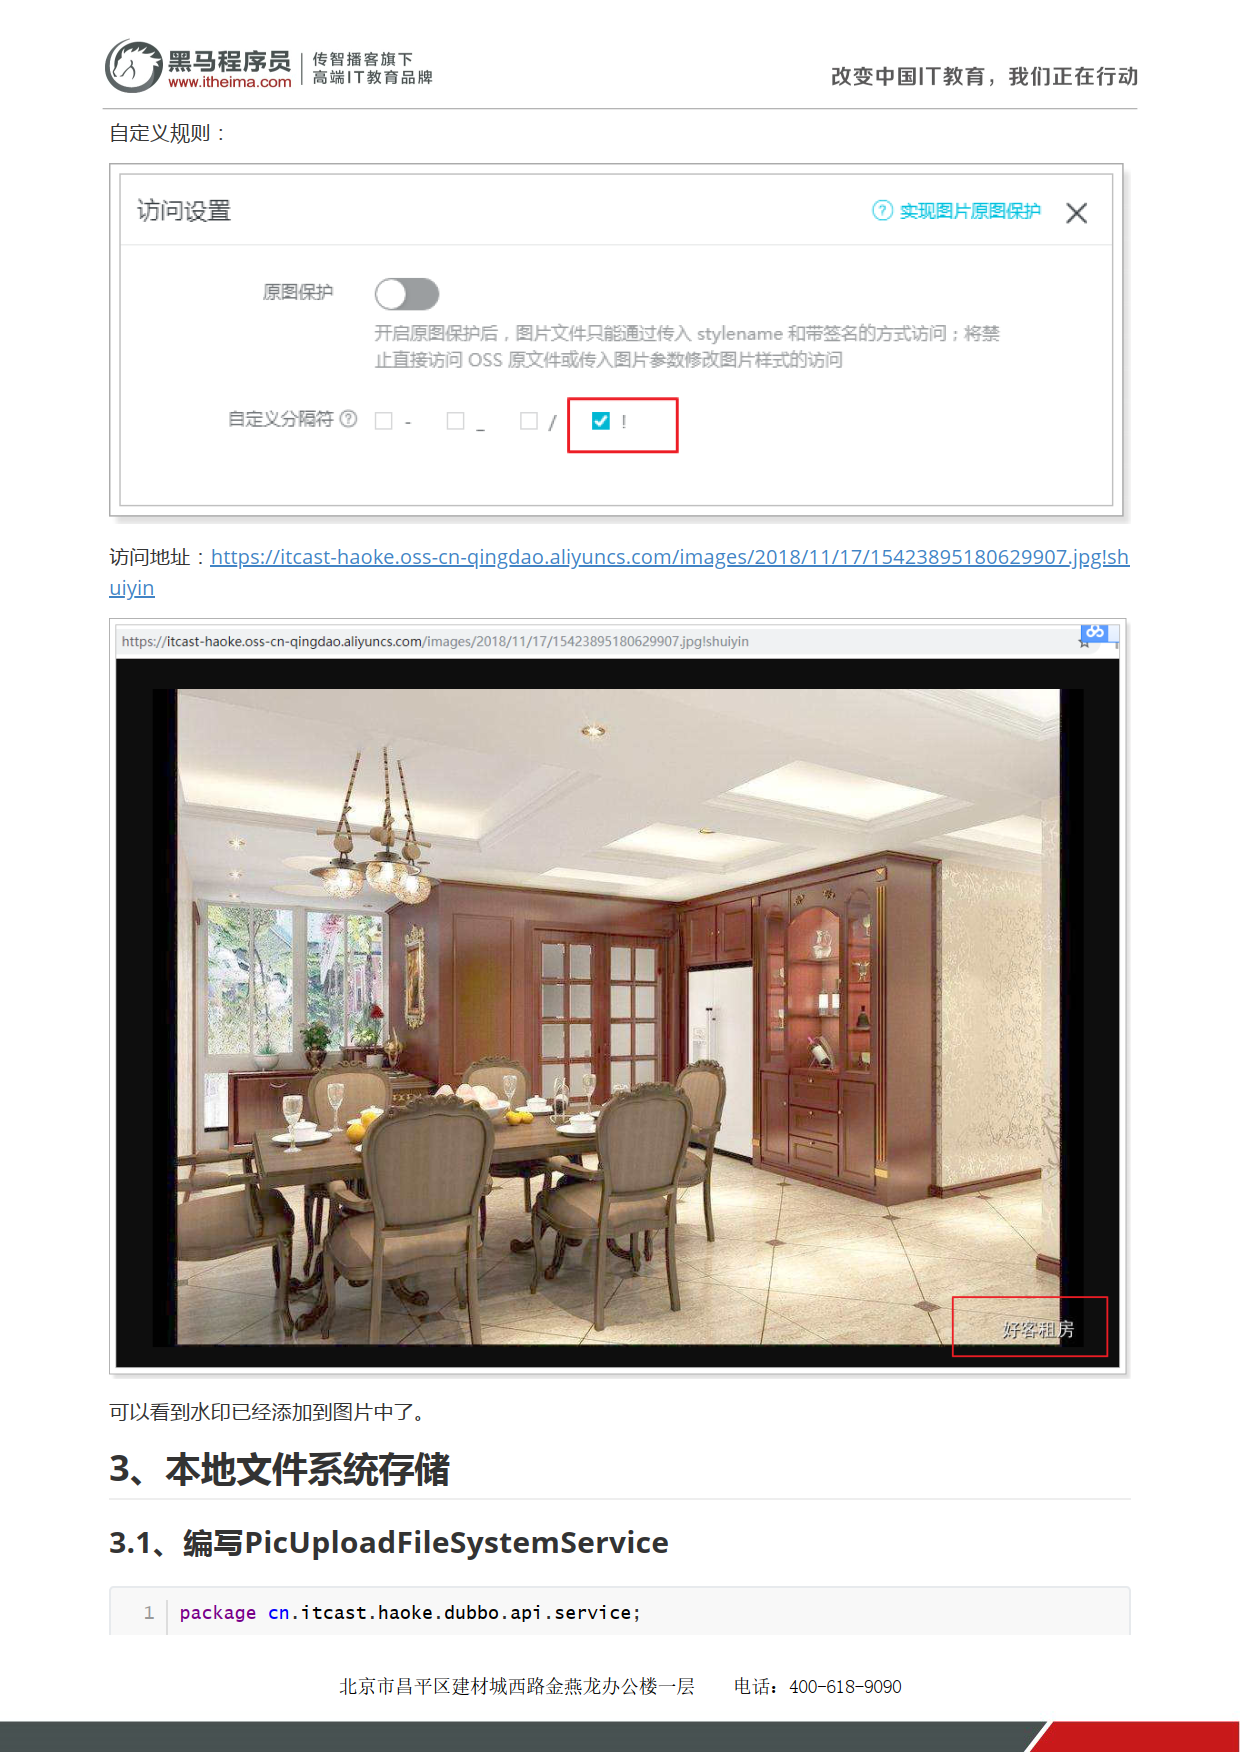 黑马程序员
www.itheima.com
传智播客旗下
高端IT教育品牌
改变中国IT教育，我们正在行动
自定义规则：
访问设置
? 实现图片原图保护
原图保护
开启原图保护后，图片文件只能通过传入 stylename 和带签名的方式访问；将禁
止直接访问 OSS 原文件或传入图片参数修改图片样式的访问
自定义分隔符 ? - _ / !
访问地址：https://itcast-haoke.oss-cn-qingdao.aliyuncs.com/images/2018/11/17/15423895180629907.jpg!sh
uiyin
https://itcast-haoke.oss-cn-qingdao.aliyuncs.com/images/2018/11/17/15423895180629907.jpg!shuiyin
好客租房
可以看到水印已经添加到图片中了。
3、本地文件系统存储
3.1、编写PicUploadFileSystemService
1 package cn.itcast.haoke.dubbo.api.service;
北京市昌平区建材城西路金燕龙办公楼一层 电话：400-618-9090